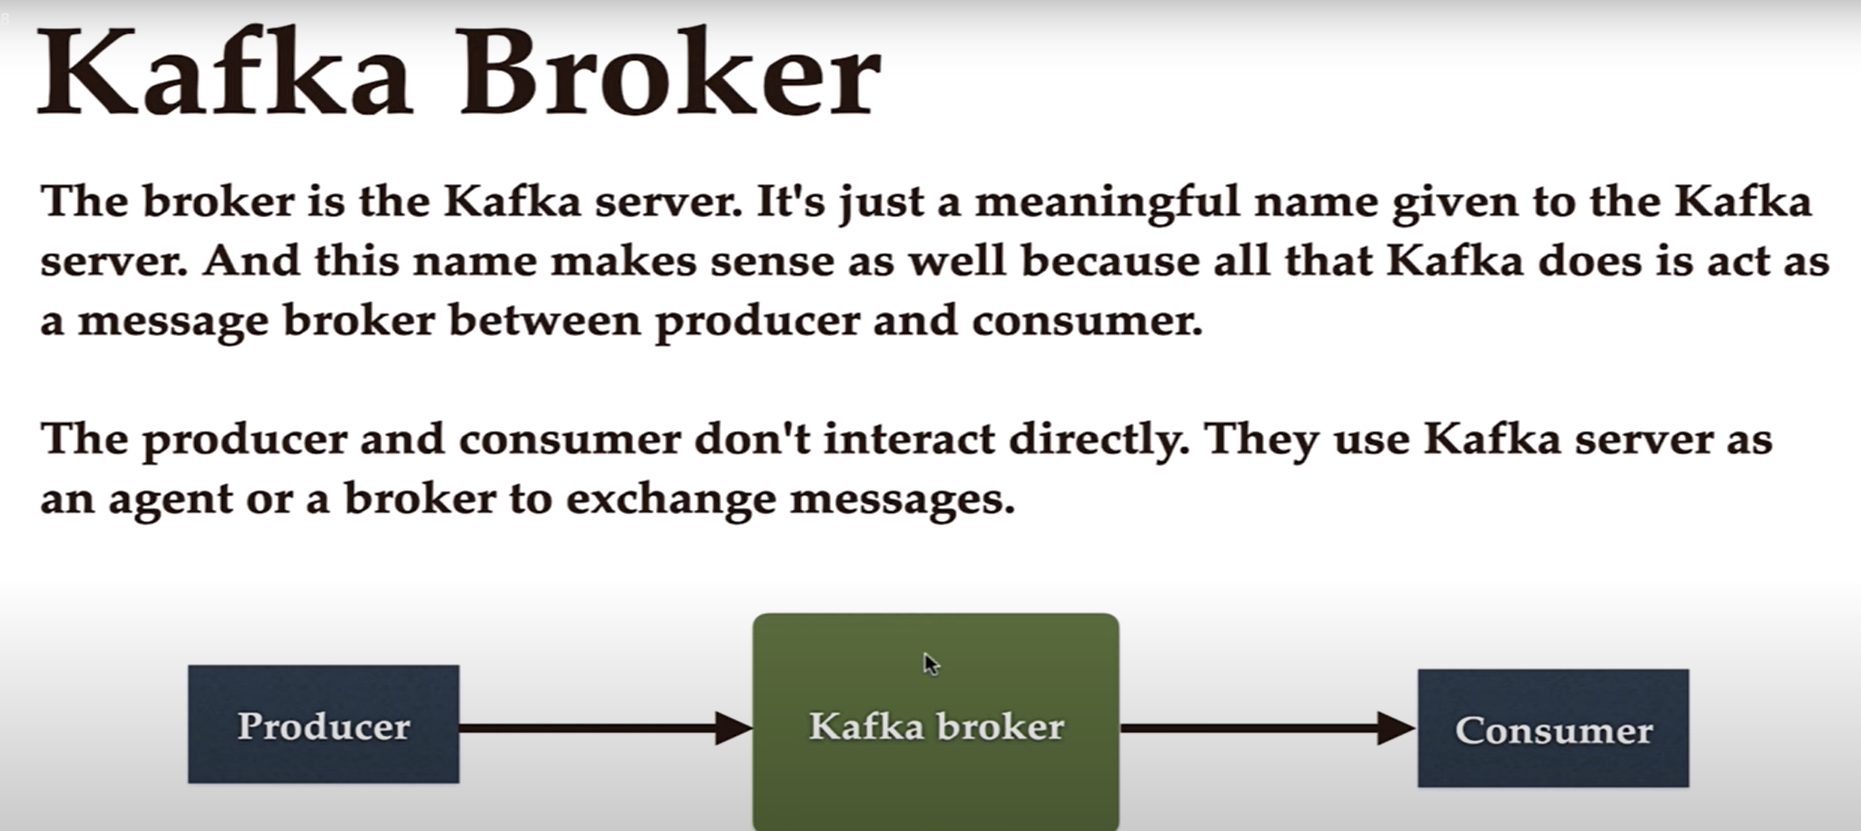 8
Kafka Broker
The broker is the Kafka server. It's just a meaningful name given to the Kafka
server. And this name makes sense as well because all that Kafka does is act as
a message broker between producer and consumer.
The producer and consumer don't interact directly. They use Kafka server as
an agent or a broker to exchange messages.
Producer
Kafka broker
Consumer